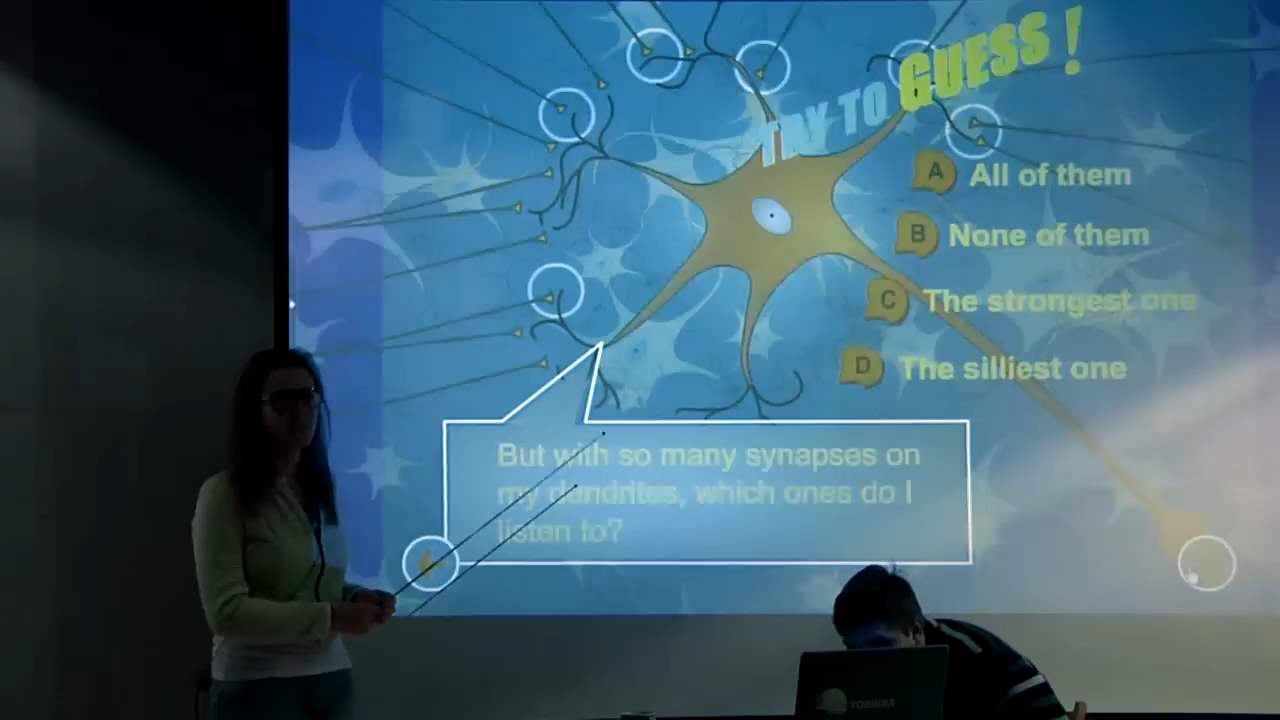 TRY TO GUESS!
A All of them
B None of them
C The strongest one
D The silliest one
But with so many synapses on
my dendrites, which ones do I
listen to?
TOSHIBA